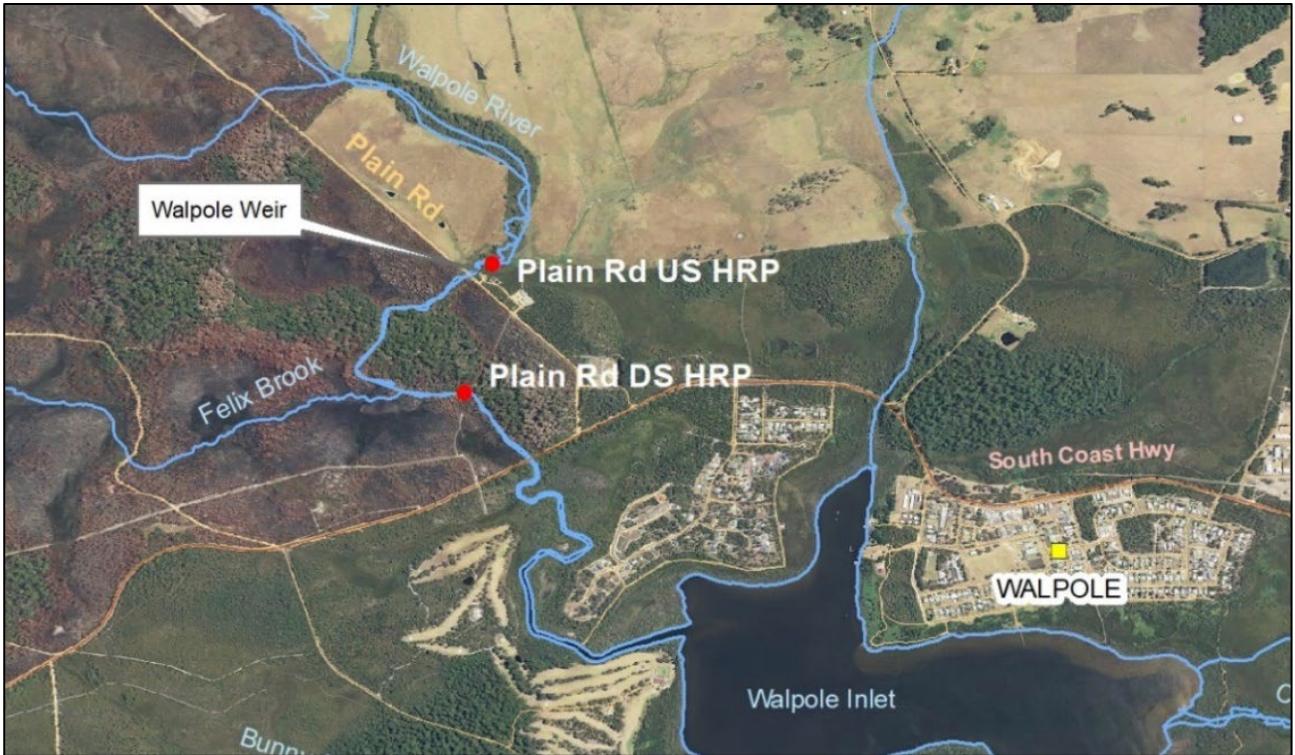 Walpole River
Plain Rd
Walpole Weir
Plain Rd US HRP
Plain Rd DS HRP
Felix Brook
South Coast Hwy
WALPOLE
Walpole Inlet